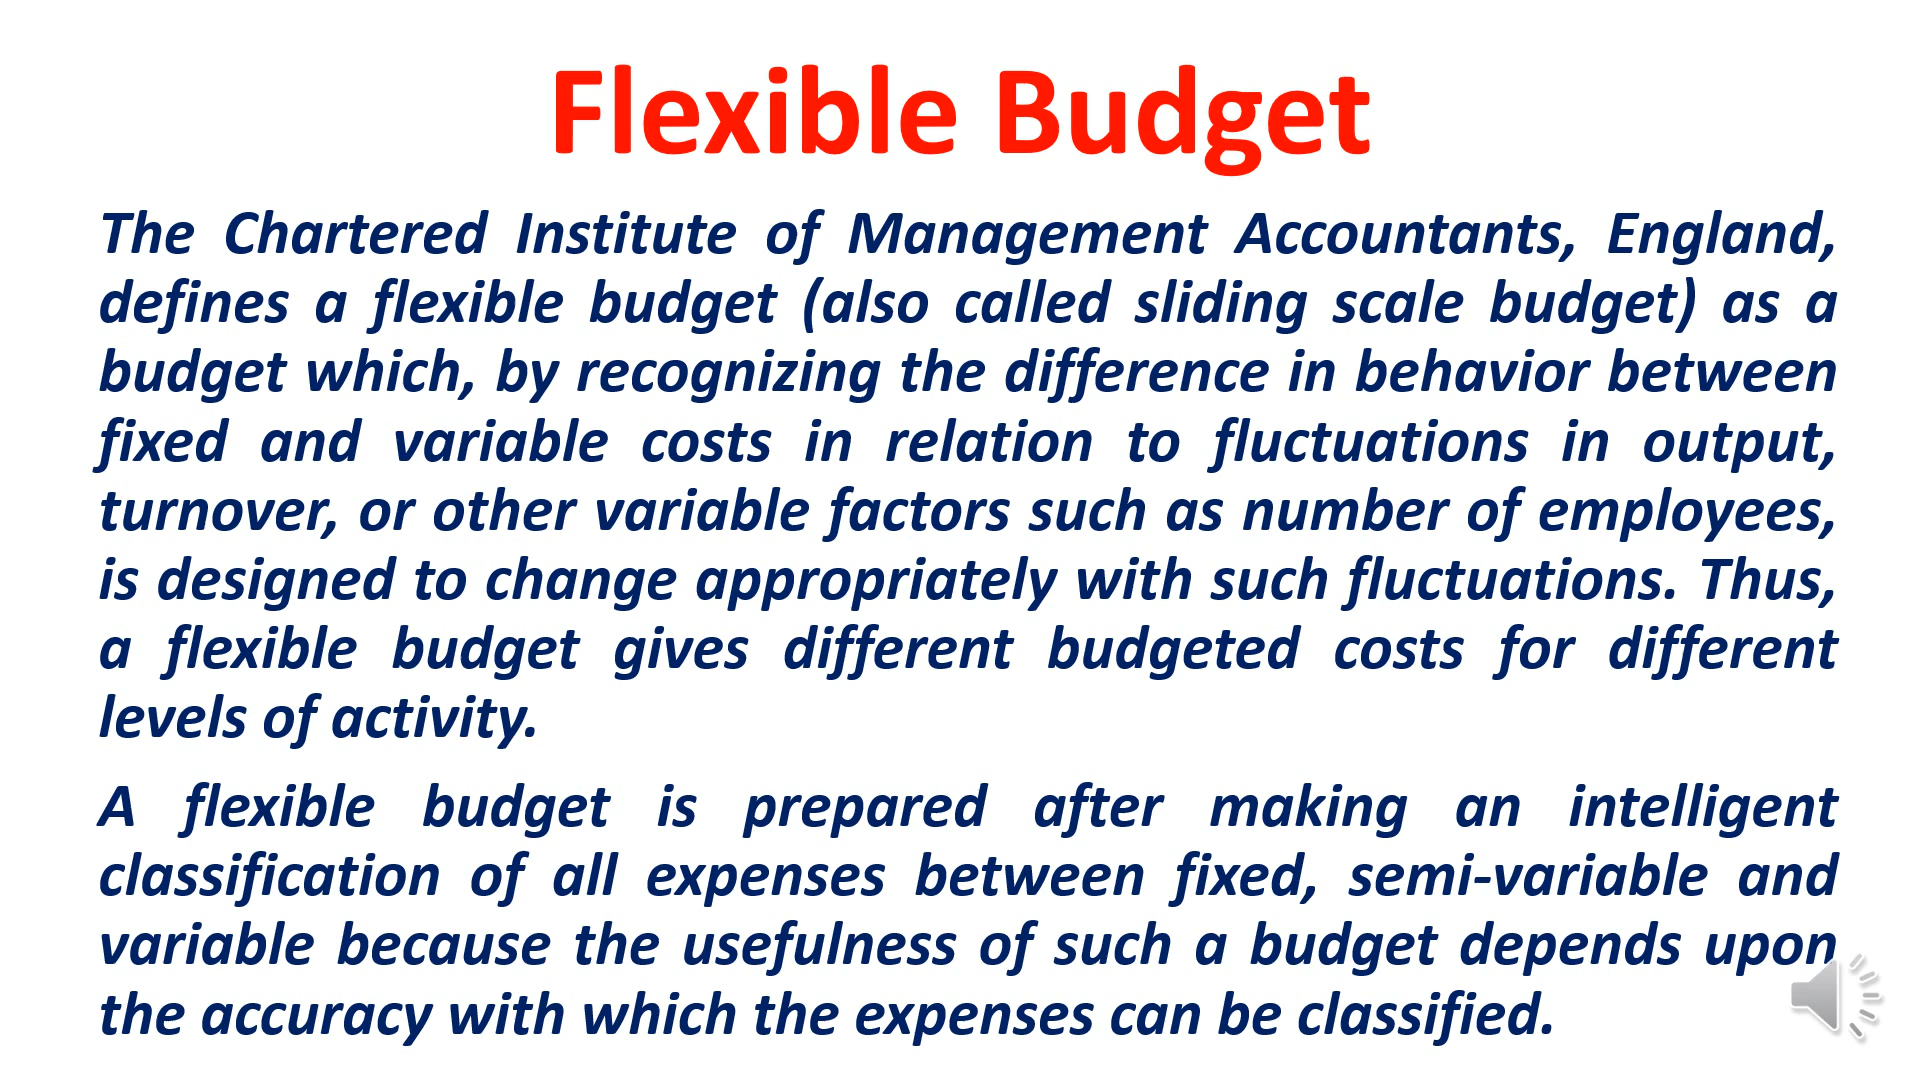 Flexible Budget
The Chartered Institute of Management Accountants, England,
defines a flexible budget (also called sliding scale budget) as a
budget which, by recognizing the difference in behavior between
fixed and variable costs in relation to fluctuations in output,
turnover, or other variable factors such as number of employees,
is designed to change appropriately with such fluctuations. Thus,
a flexible budget gives different budgeted costs for different
levels of activity.
A flexible budget is prepared after making an intelligent
classification of all expenses between fixed, semi-variable and
variable because the usefulness of such a budget depends upon
the accuracy with which the expenses can be classified.